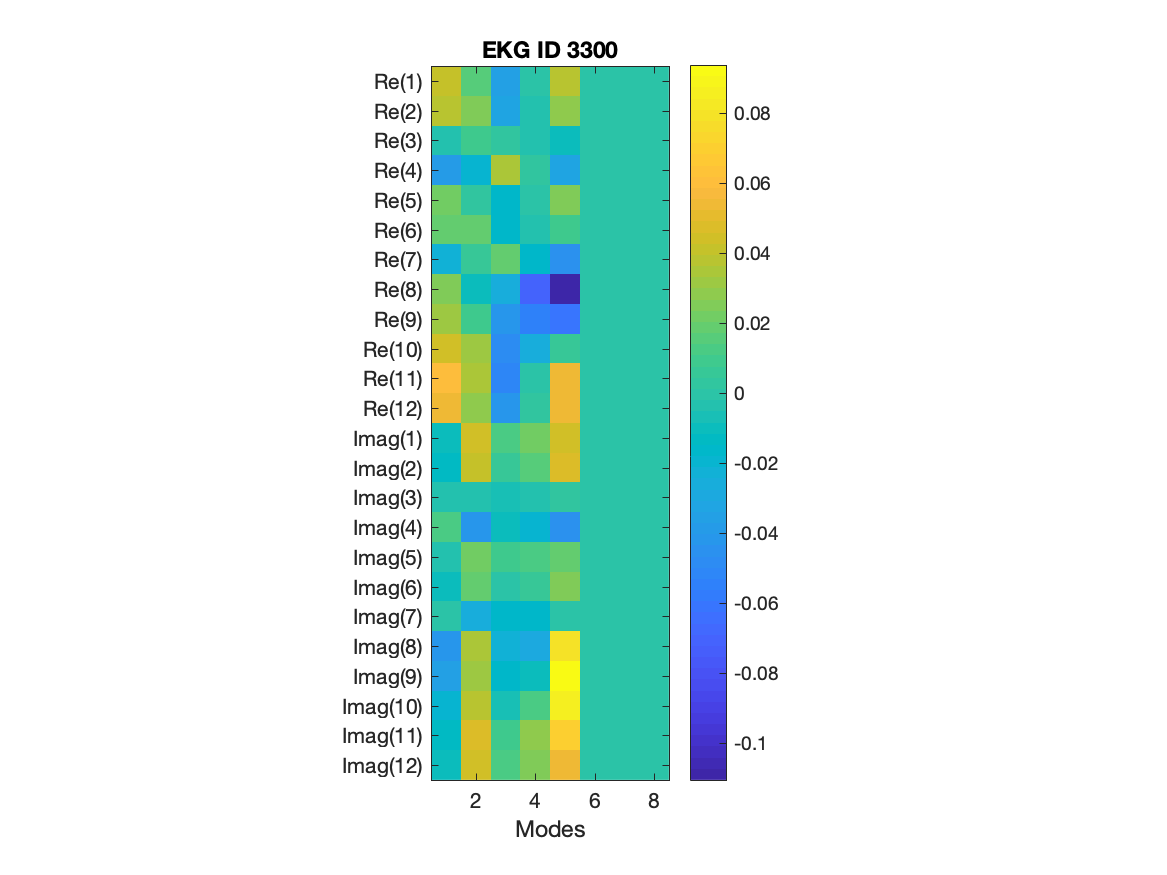 EKG ID 3300
Re(1)
Re(2)
Re(3)
Re(4)
Re(5)
Re(6)
Re(7)
Re(8)
Re(9)
Re(10)
Re(11)
Re(12)
Imag(1)
Imag(2)
Imag(3)
Imag(4)
Imag(5)
Imag(6)
Imag(7)
Imag(8)
Imag(9)
Imag(10)
Imag(11)
Imag(12)
2 4 6 8
Modes
0.08
0.06
0.04
0.02
0
-0.02
-0.04
-0.06
-0.08
-0.1